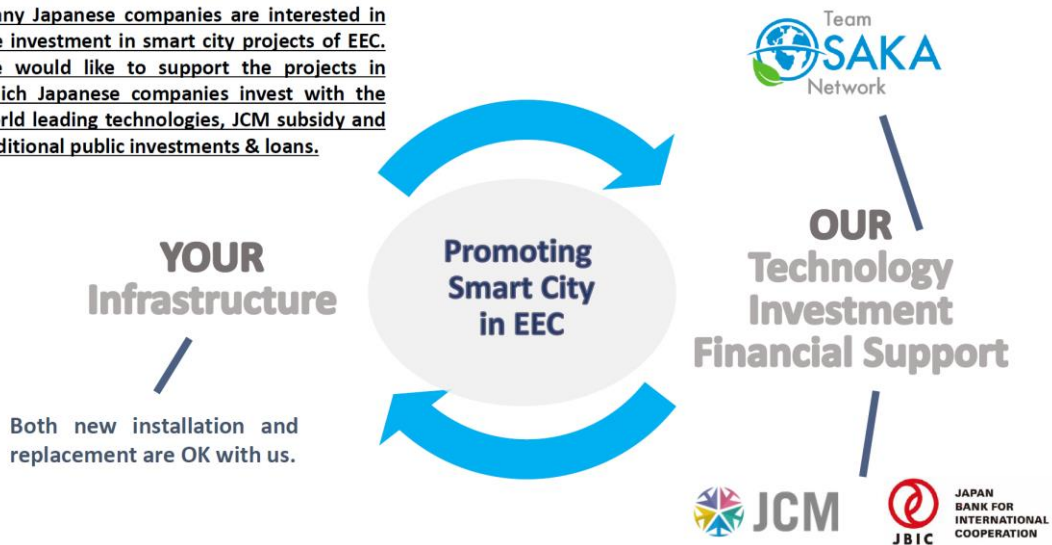 any Japanese companies are interested in
e investment in smart city projects of EEC.
e would like to support the projects in
ich Japanese companies invest with the
orld leading technologies, JCM subsidy and
ditional public investments & loans.
Team
OSAKA
Network
YOUR
Infrastructure
Promoting
Smart City
in EEC
OUR
Technology
Investment
Financial Support
Both new installation and
replacement are OK with us.
JCM
JBIC
JAPAN
BANK FOR
INTERNATIONAL
COOPERATION